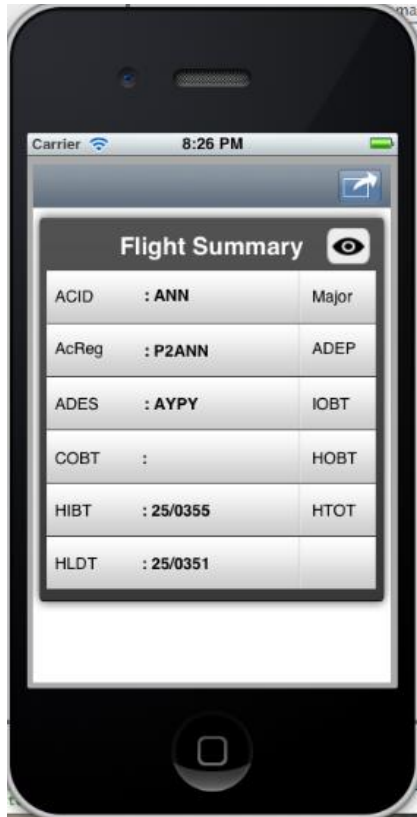 ma
Carrier 8:26 PM
Flight Summary
ACID : ANN Major
AcReg : P2ANN ADEP
ADES : AYPY IOBT
COBT : HOBT
HIBT : 25/0355 HTOT
HLDT : 25/0351